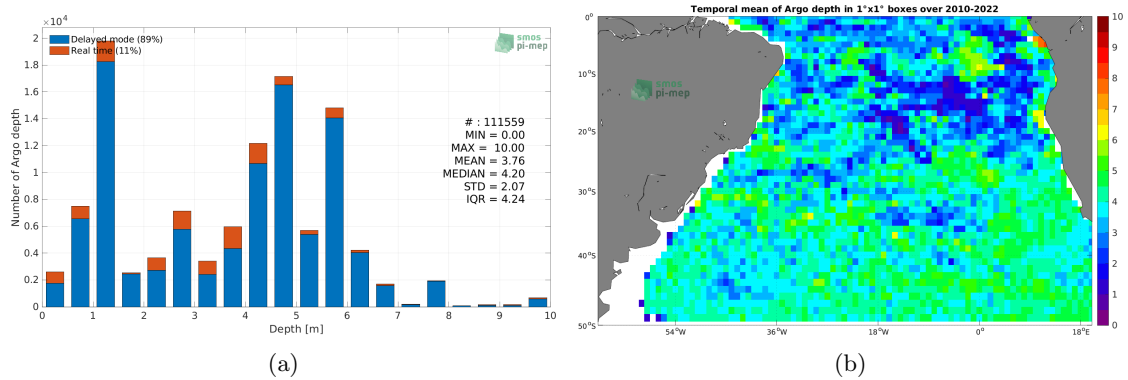 ×10⁴
Delayed mode (89%)
Real time (11%)
smos
pi-mep
2
1.8
1.6
1.4
1.2
1
0.8
0.6
0.4
0.2
0
Number of Argo depth
# : 111559
MIN = 0.00
MAX = 10.00
MEAN = 3.76
MEDIAN = 4.20
STD = 2.07
IQR = 4.24
0 1 2 3 4 5 6 7 8 9 10
Depth [m]
(a)
Temporal mean of Argo depth in 1°x1° boxes over 2010-2022
0°
10°S
20°S
30°S
40°S
50°S
smos
pi-mep
54°W 36°W 18°W 0° 18°E
10
9
8
7
6
5
4
3
2
1
0
(b)